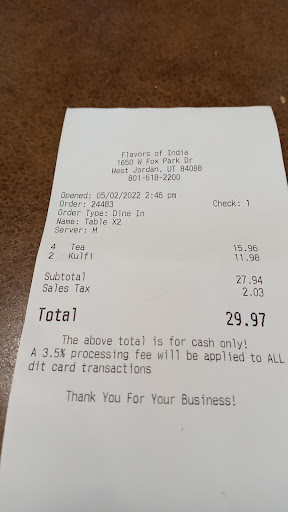 Flavors of India
1650 W Fox Park Dr
West Jordan, UT 84088
801-618-2200
Opened: 05/02/2022 2:46 pm
Order: 24483 Check: 1
Order Type: Dine In
Name: Table X2
Server: M
4 Tea 15.96
2 Kulfi 11.98
Subtotal 27.94
Sales Tax 2.03
Total 29.97
The above total is for cash only!
A 3.5% processing fee will be applied to ALL
dit card transactions
Thank You For Your Business!